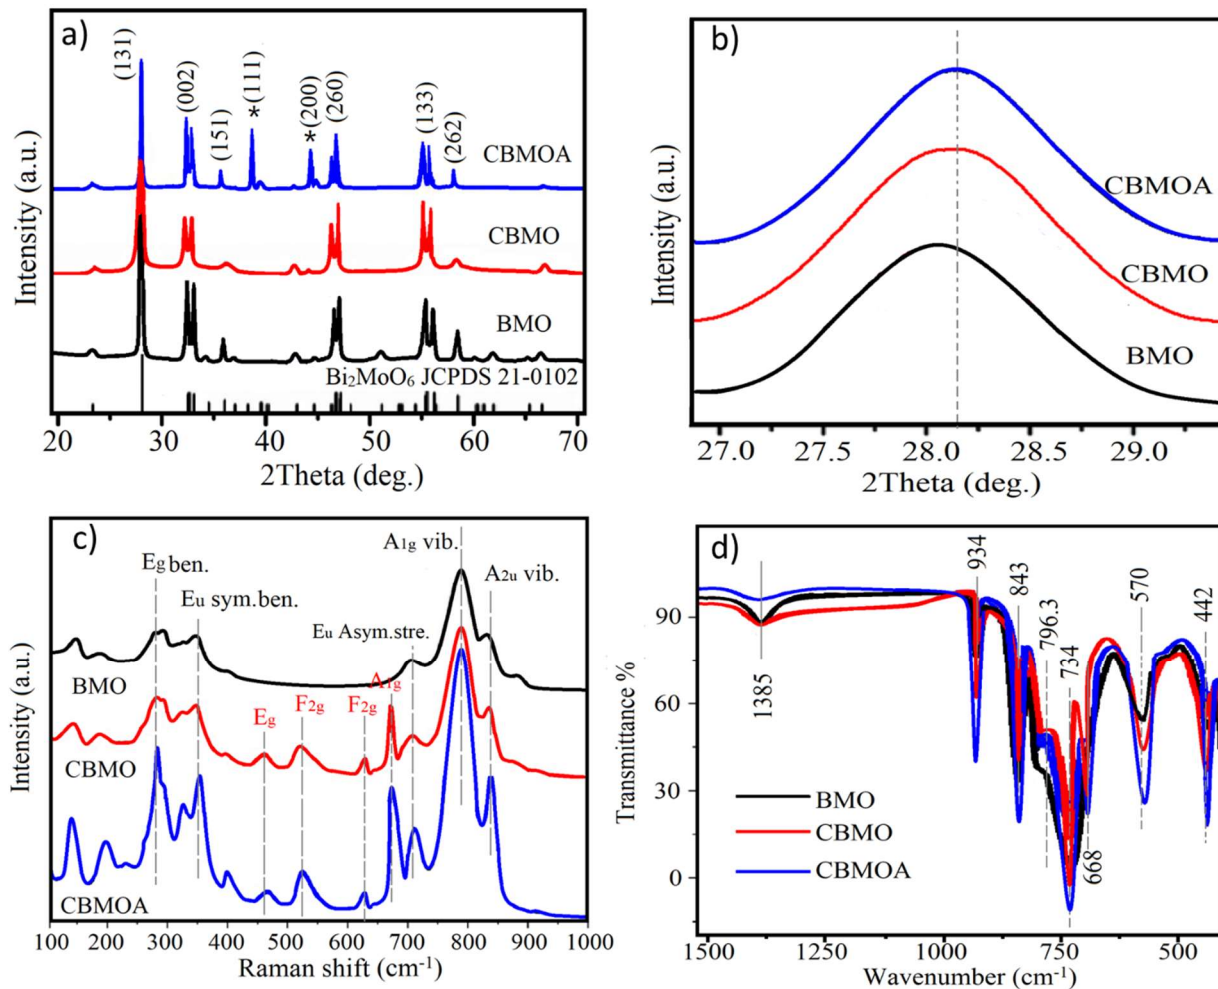 a)
(131)
(002)
(151)
*(111)
*(200)
(260)
(133)
(262)
CBMOA
CBMO
BMO
Bi₂MoO₆ JCPDS 21-0102
Intensity (a.u.)
20 30 40 50 60 70
2Theta (deg.)
b)
CBMOA
CBMO
BMO
Intensity (a.u.)
27.0 27.5 28.0 28.5 29.0
2Theta (deg.)
c)
A1g vib.
Eg ben.
A2u vib.
Eu sym.ben.
Eu Asym.stre.
BMO
A1g
Eg
F2g
F2g
CBMO
CBMOA
Intensity (a.u.)
100 200 300 400 500 600 700 800 900 1000
Raman shift (cm⁻¹)
d)
1385
934
843
796.3
734
668
570
442
90
60
30
0
Transmittance %
BMO
CBMO
CBMOA
1500 1250 1000 750 500
Wavenumber (cm⁻¹)